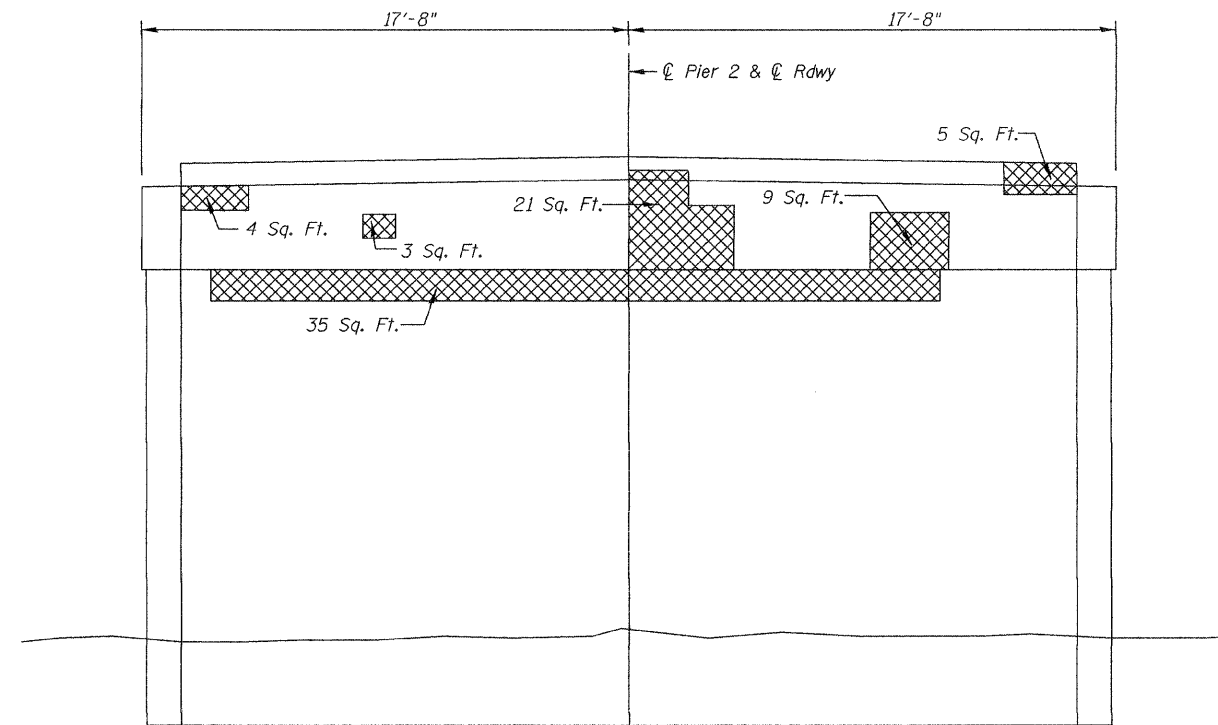 17'-8"
17'-8"
℄ Pier 2 & ℄ Rdwy
5 Sq. Ft.
21 Sq. Ft.
9 Sq. Ft.
4 Sq. Ft.
3 Sq. Ft.
35 Sq. Ft.